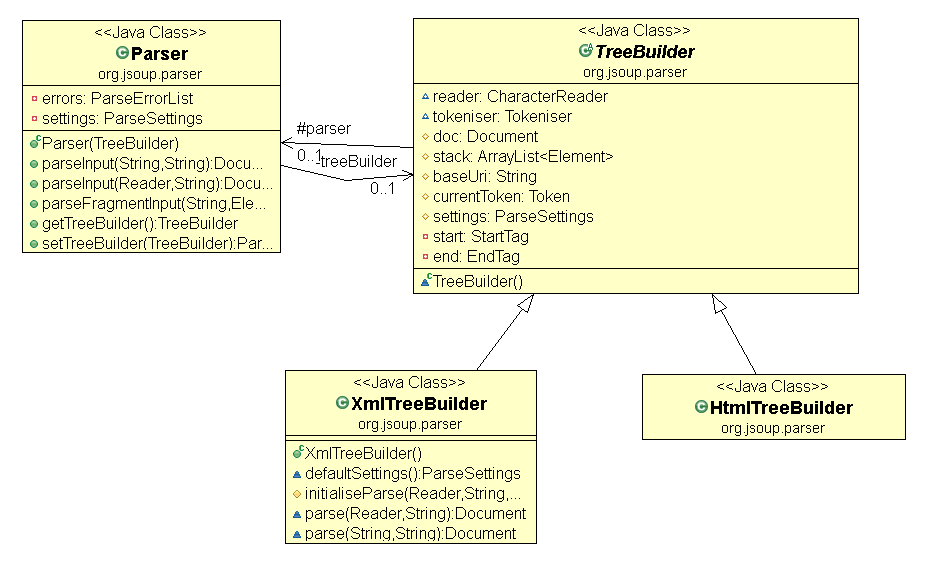 <<Java Class>>
Parser
org.jsoup.parser
errors: ParseErrorList
settings: ParseSettings
Parser(TreeBuilder)
parseInput(String,String):Docu...
parseInput(Reader,String):Docu...
parseFragmentInput(String,Ele...
getTreeBuilder():TreeBuilder
setTreeBuilder(TreeBuilder):Par...
#parser
0..1
treeBuilder
0..1
<<Java Class>>
TreeBuilder
org.jsoup.parser
reader: CharacterReader
tokeniser: Tokeniser
doc: Document
stack: ArrayList<Element>
baseUri: String
currentToken: Token
settings: ParseSettings
start: StartTag
end: EndTag
TreeBuilder()
<<Java Class>>
XmlTreeBuilder
org.jsoup.parser
XmlTreeBuilder()
defaultSettings():ParseSettings
initialiseParse(Reader,String,...
parse(Reader,String):Document
parse(String,String):Document
<<Java Class>>
HtmlTreeBuilder
org.jsoup.parser